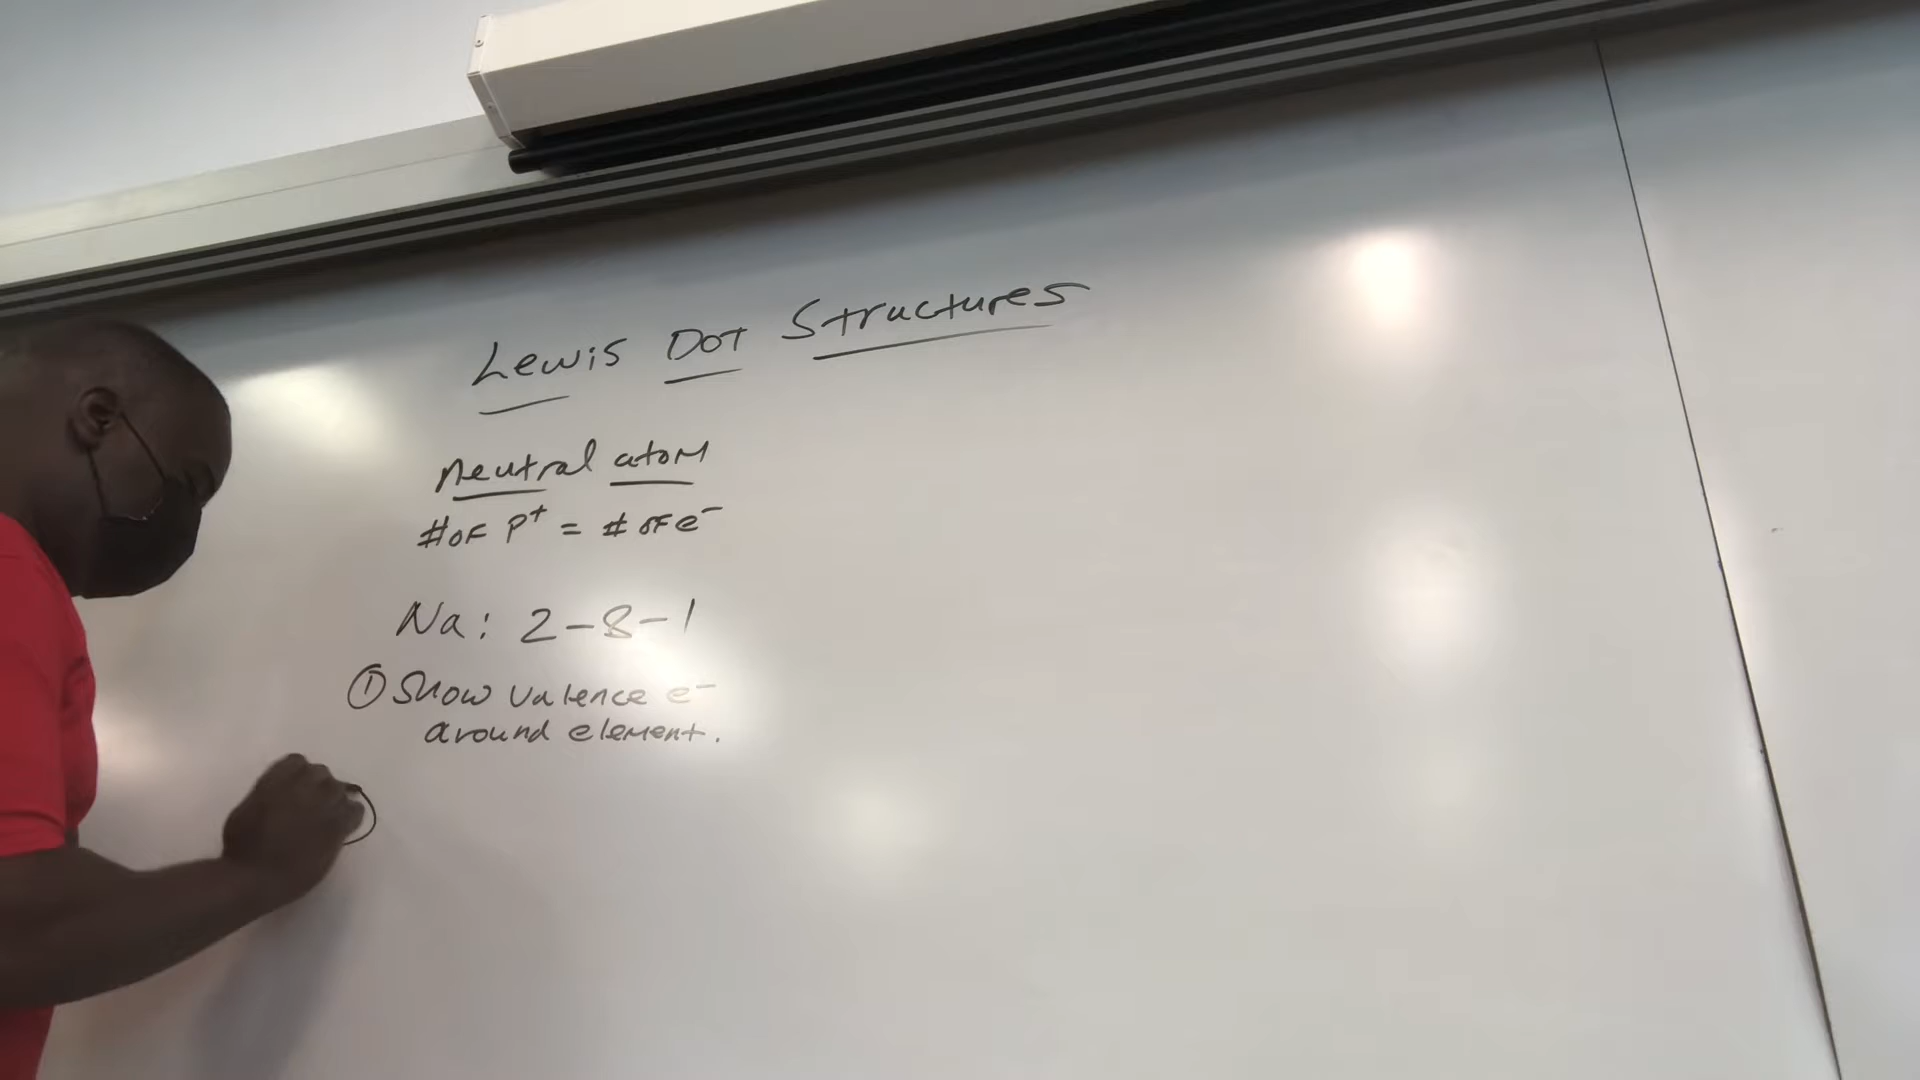 Lewis Dot Structures
Neutral atom
# of P⁺ = # of e⁻
Na: 2-8-1
① Show valence e⁻
around element.